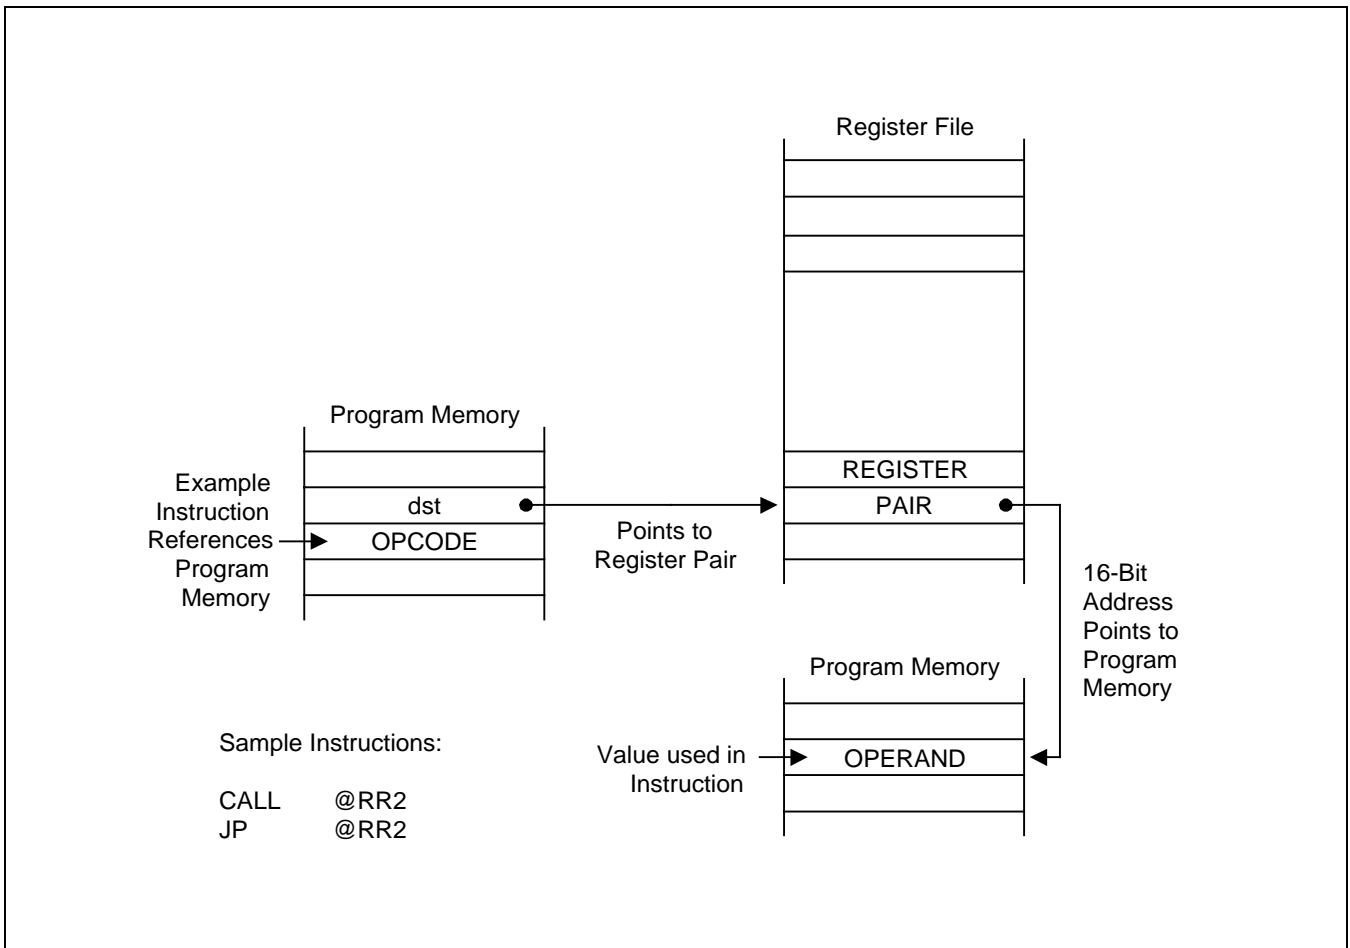 Register File
REGISTER
PAIR
Program Memory
dst
OPCODE
Example
Instruction
References
Program
Memory
Points to
Register Pair
16-Bit
Address
Points to
Program
Memory
Program Memory
OPERAND
Value used in
Instruction
Sample Instructions:
CALL @RR2
JP @RR2